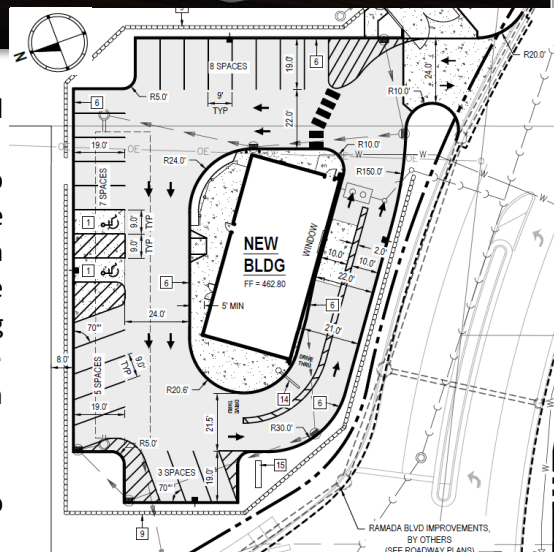 N
8 SPACES
19.0'
6
R20.0'
24.0'
R5.0'
9'
TYP
22.0'
R10.0'
6
19.0'
OE
OE
OE
R10.0'
W
W
W
R24.0'
R150.0'
7 SPACES
1
9.0'
TYP
9.0'
TYP
1
NEW
BLDG
FF = 462.80
WINDOW
10.0'
2.0'
10.0'
22.0'
6
24.0'
5' MIN
6
21.0'
70°
9.0'
TYP
DRIVE
THRU
8.0'
5 SPACES
19.0'
R20.6'
14
6
DRIVE
THRU
21.5'
R30.0'
R5.0'
3 SPACES
70°
19.0'
15
9
W
W
RAMADA BLVD IMPROVEMENTS,
BY OTHERS
(SEE ROADWAY PLANS)